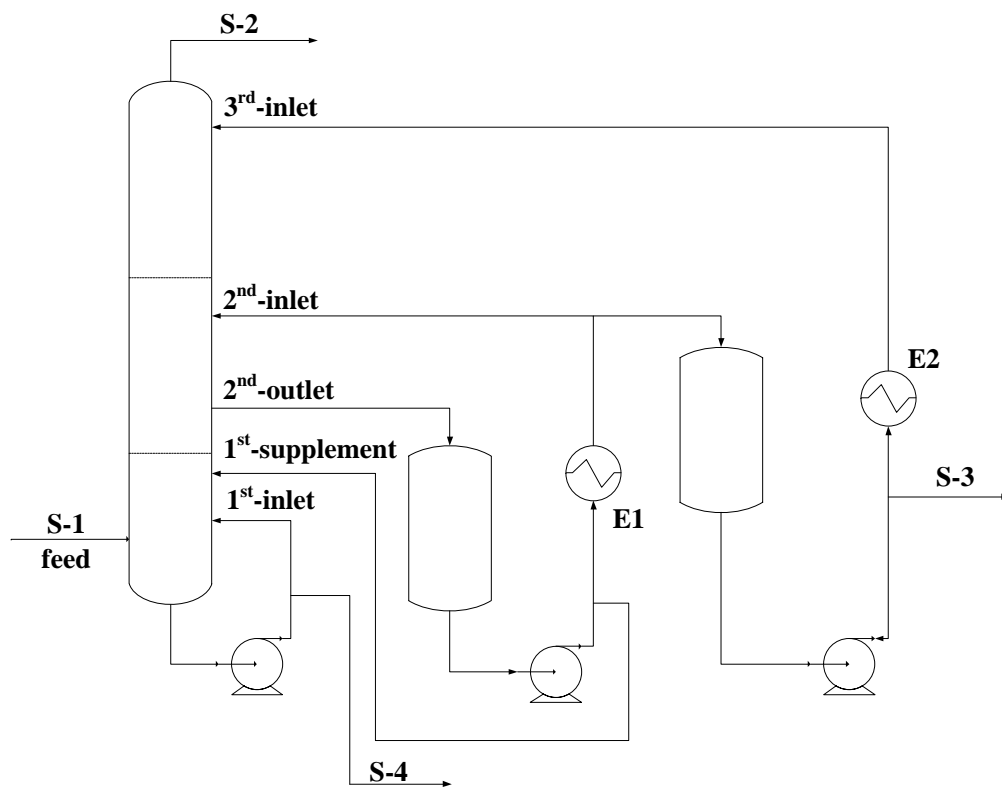 S-2
3rd-inlet
2nd-inlet
E2
2nd-outlet
1st-supplement
S-3
1st-inlet
E1
S-1
feed
S-4